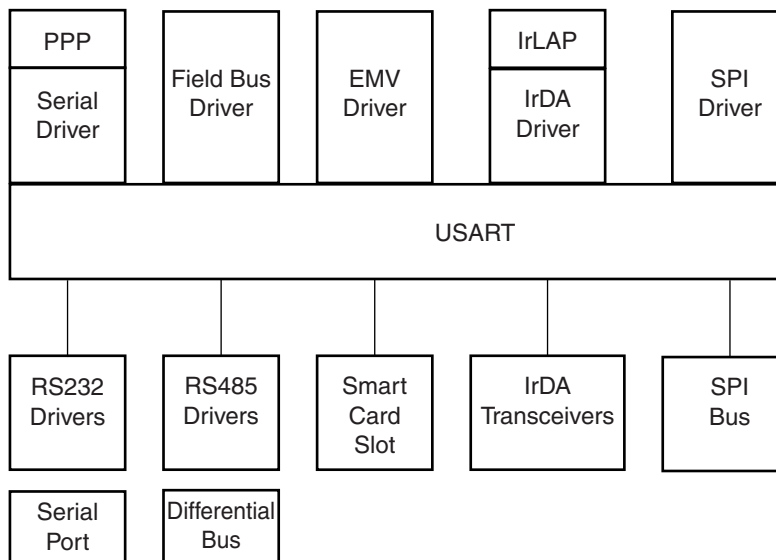 PPP
Serial
Driver
Field Bus
Driver
EMV
Driver
IrLAP
IrDA
Driver
SPI
Driver
USART
RS232
Drivers
RS485
Drivers
Smart
Card
Slot
IrDA
Transceivers
SPI
Bus
Serial
Port
Differential
Bus